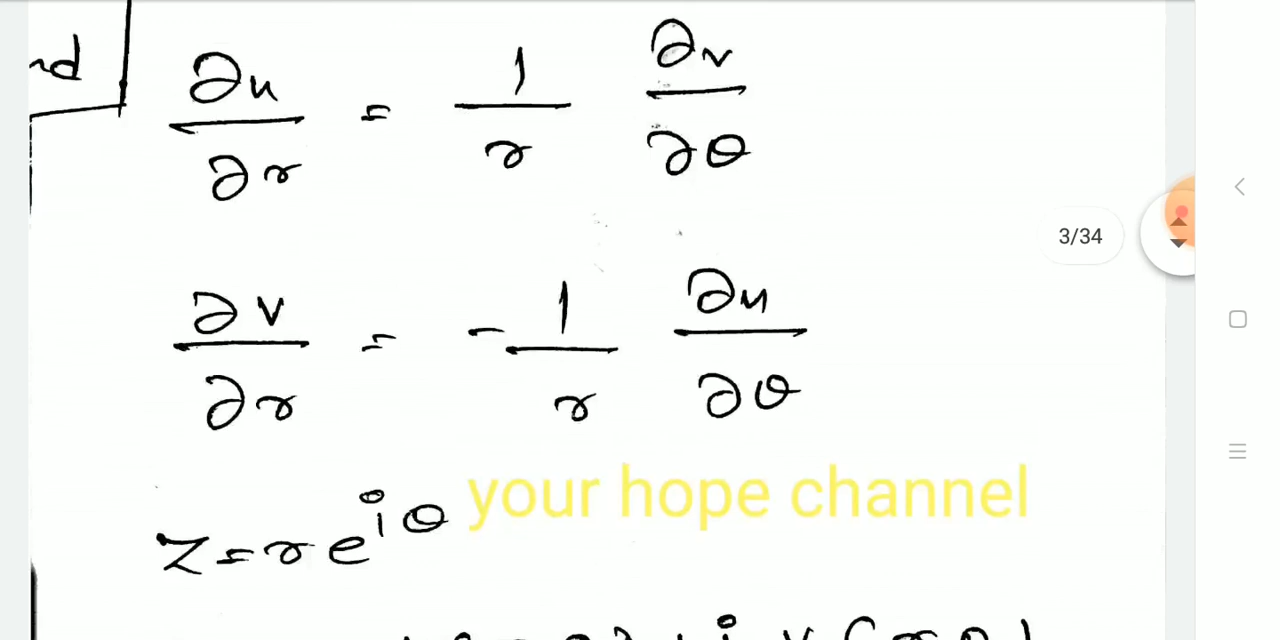 nd
∂u/∂r = 1/r ∂v/∂θ
3/34
∂v/∂r = - 1/r ∂u/∂θ
your hope channel
z = re^iθ